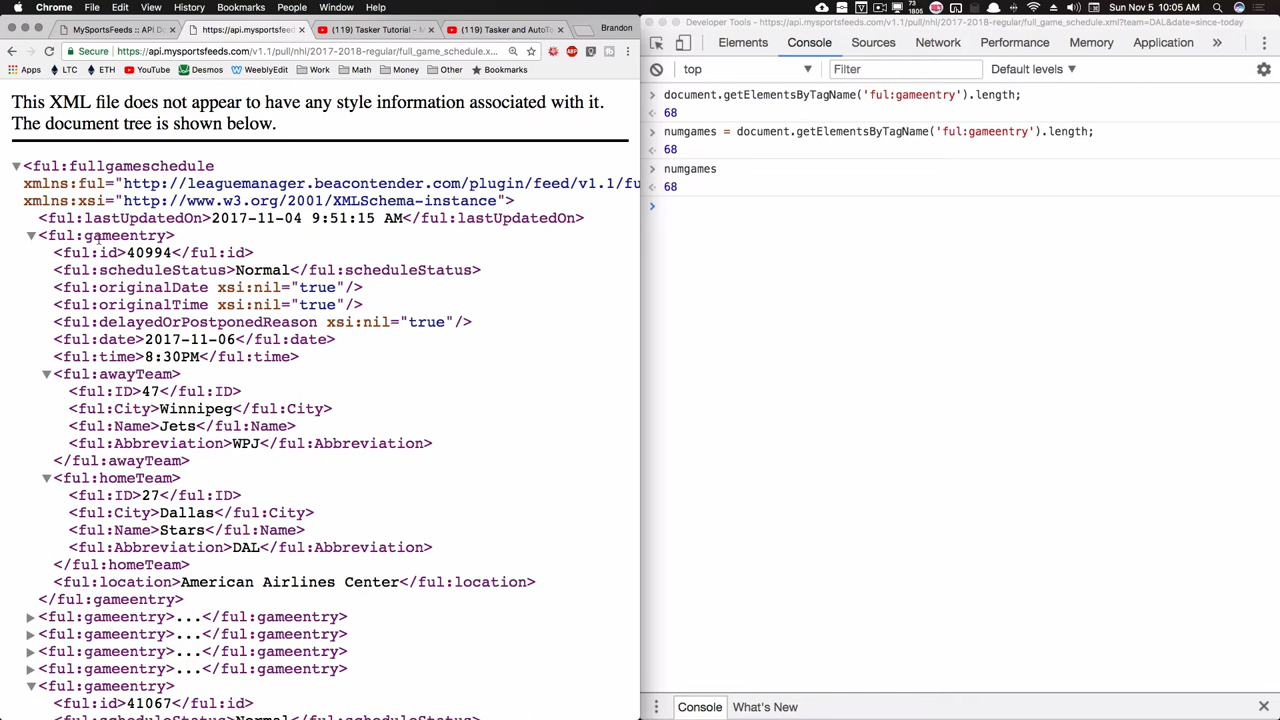 Chrome File Edit View History Bookmarks People Window Help
73
1805
Sun Nov 5 10:05 AM
MySportsFeeds :: API Do
https://api.mysportsfeeds
(119) Tasker Tutorial - M
(119) Tasker and AutoTo
Brandon
Secure https://api.mysportsfeeds.com/v1.1/pull/nhl/2017-2018-regular/full_game_schedule.x...
Apps LTC ETH YouTube Desmos WeeblyEdit Work Math Money Other Bookmarks
This XML file does not appear to have any style information associated with it.
The document tree is shown below.
<ful:fullgameschedule
xmlns:ful="http://leaguemanager.beacontender.com/plugin/feed/v1.1/fu
xmlns:xsi="http://www.w3.org/2001/XMLSchema-instance">
<ful:lastUpdatedOn>2017-11-04 9:51:15 AM</ful:lastUpdatedOn>
<ful:gameentry>
<ful:id>40994</ful:id>
<ful:scheduleStatus>Normal</ful:scheduleStatus>
<ful:originalDate xsi:nil="true"/>
<ful:originalTime xsi:nil="true"/>
<ful:delayedOrPostponedReason xsi:nil="true"/>
<ful:date>2017-11-06</ful:date>
<ful:time>8:30PM</ful:time>
<ful:awayTeam>
<ful:ID>47</ful:ID>
<ful:City>Winnipeg</ful:City>
<ful:Name>Jets</ful:Name>
<ful:Abbreviation>WPJ</ful:Abbreviation>
</ful:awayTeam>
<ful:homeTeam>
<ful:ID>27</ful:ID>
<ful:City>Dallas</ful:City>
<ful:Name>Stars</ful:Name>
<ful:Abbreviation>DAL</ful:Abbreviation>
</ful:homeTeam>
<ful:location>American Airlines Center</ful:location>
</ful:gameentry>
<ful:gameentry>...</ful:gameentry>
<ful:gameentry>...</ful:gameentry>
<ful:gameentry>...</ful:gameentry>
<ful:gameentry>...</ful:gameentry>
<ful:gameentry>
<ful:id>41067</ful:id>
<ful:scheduleStatus>Normal</ful:scheduleStatus>
Developer Tools - https://api.mysportsfeeds.com/v1.1/pull/nhl/2017-2018-regular/full_game_schedule.xml?team=DAL&date=since-today
Elements Console Sources Network Performance Memory Application »
top Filter Default levels
document.getElementsByTagName('ful:gameentry').length;
68
numgames = document.getElementsByTagName('ful:gameentry').length;
68
numgames
68
Console What's New